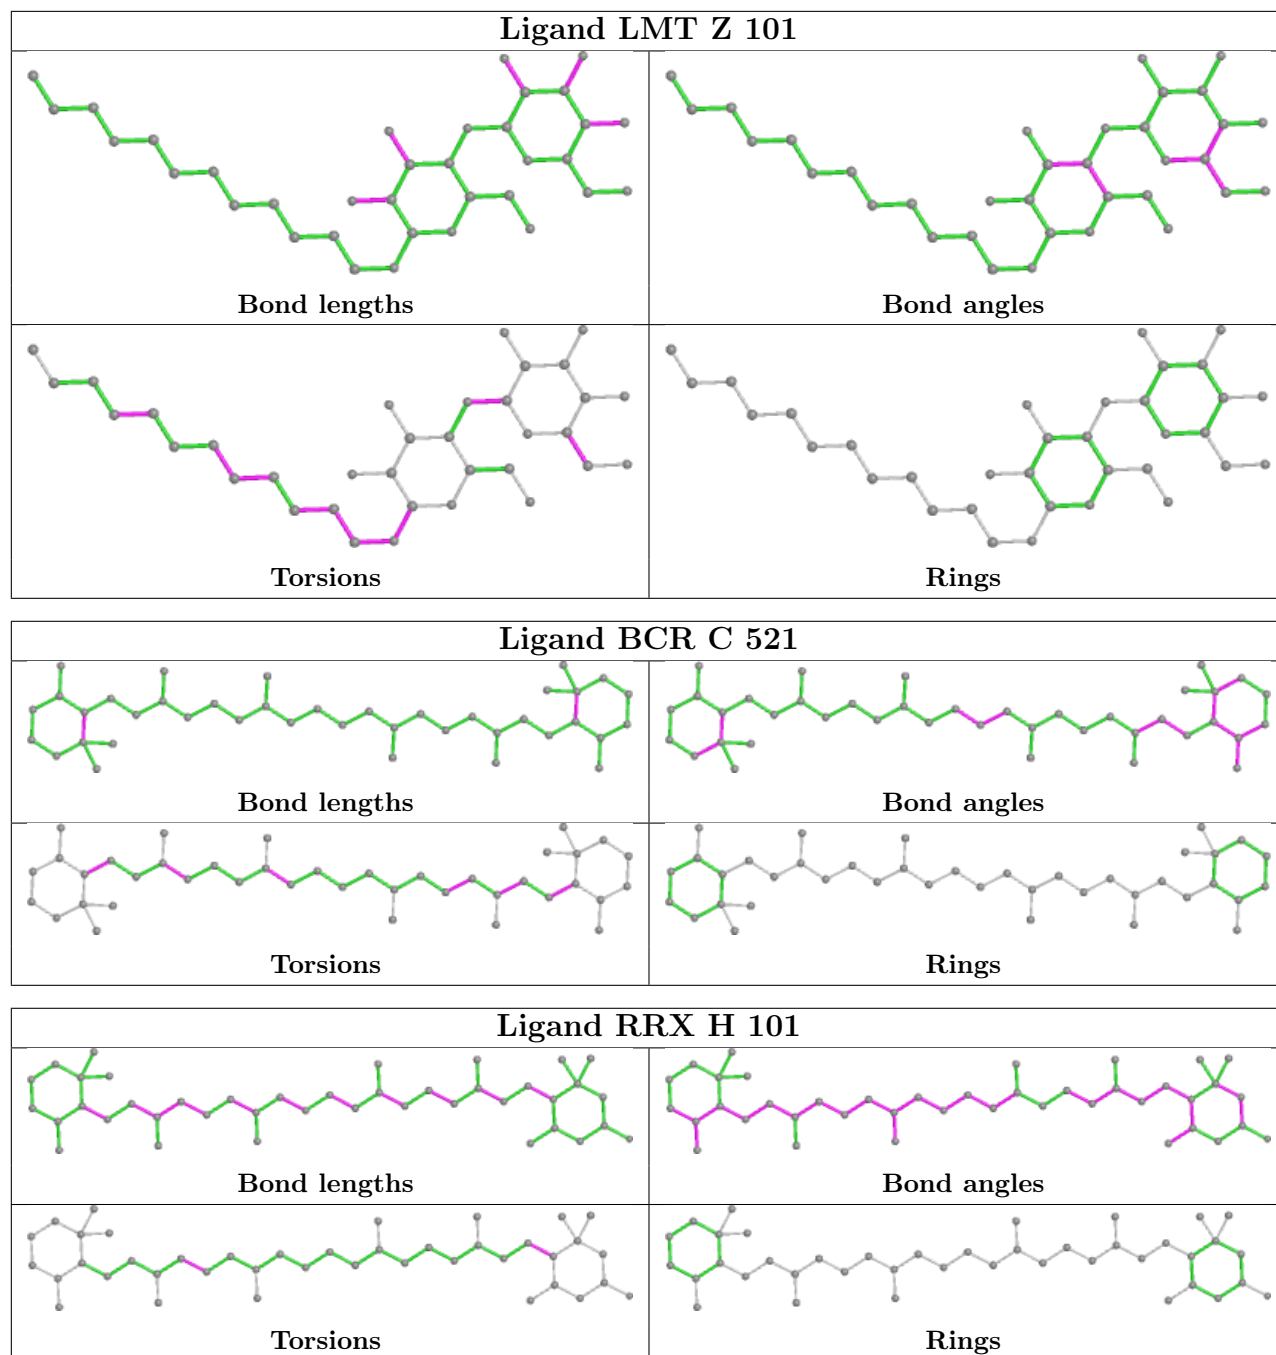 Ligand LMT Z 101
Bond lengths
Bond angles
Torsions
Rings
Ligand BCR C 521
Bond lengths
Bond angles
Torsions
Rings
Ligand RRX H 101
Bond lengths
Bond angles
Torsions
Rings